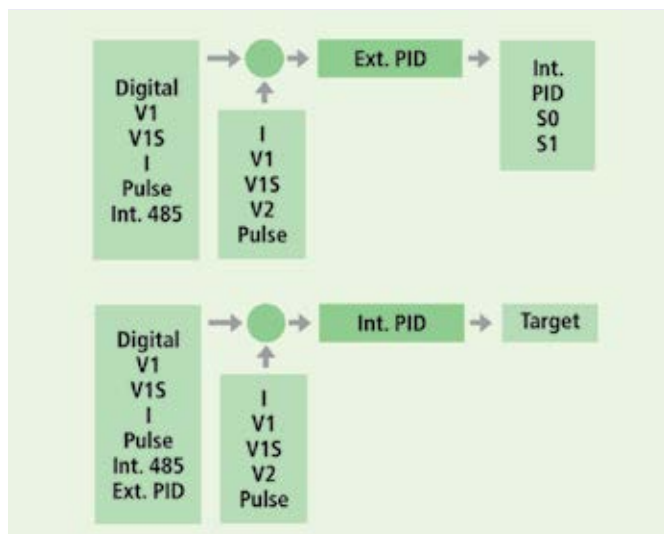 Digital
V1
V1S
I
Pulse
Int. 485
I
V1
V1S
V2
Pulse
Ext. PID
Int.
PID
S0
S1
Digital
V1
V1S
I
Pulse
Int. 485
Ext. PID
I
V1
V1S
V2
Pulse
Int. PID
Target